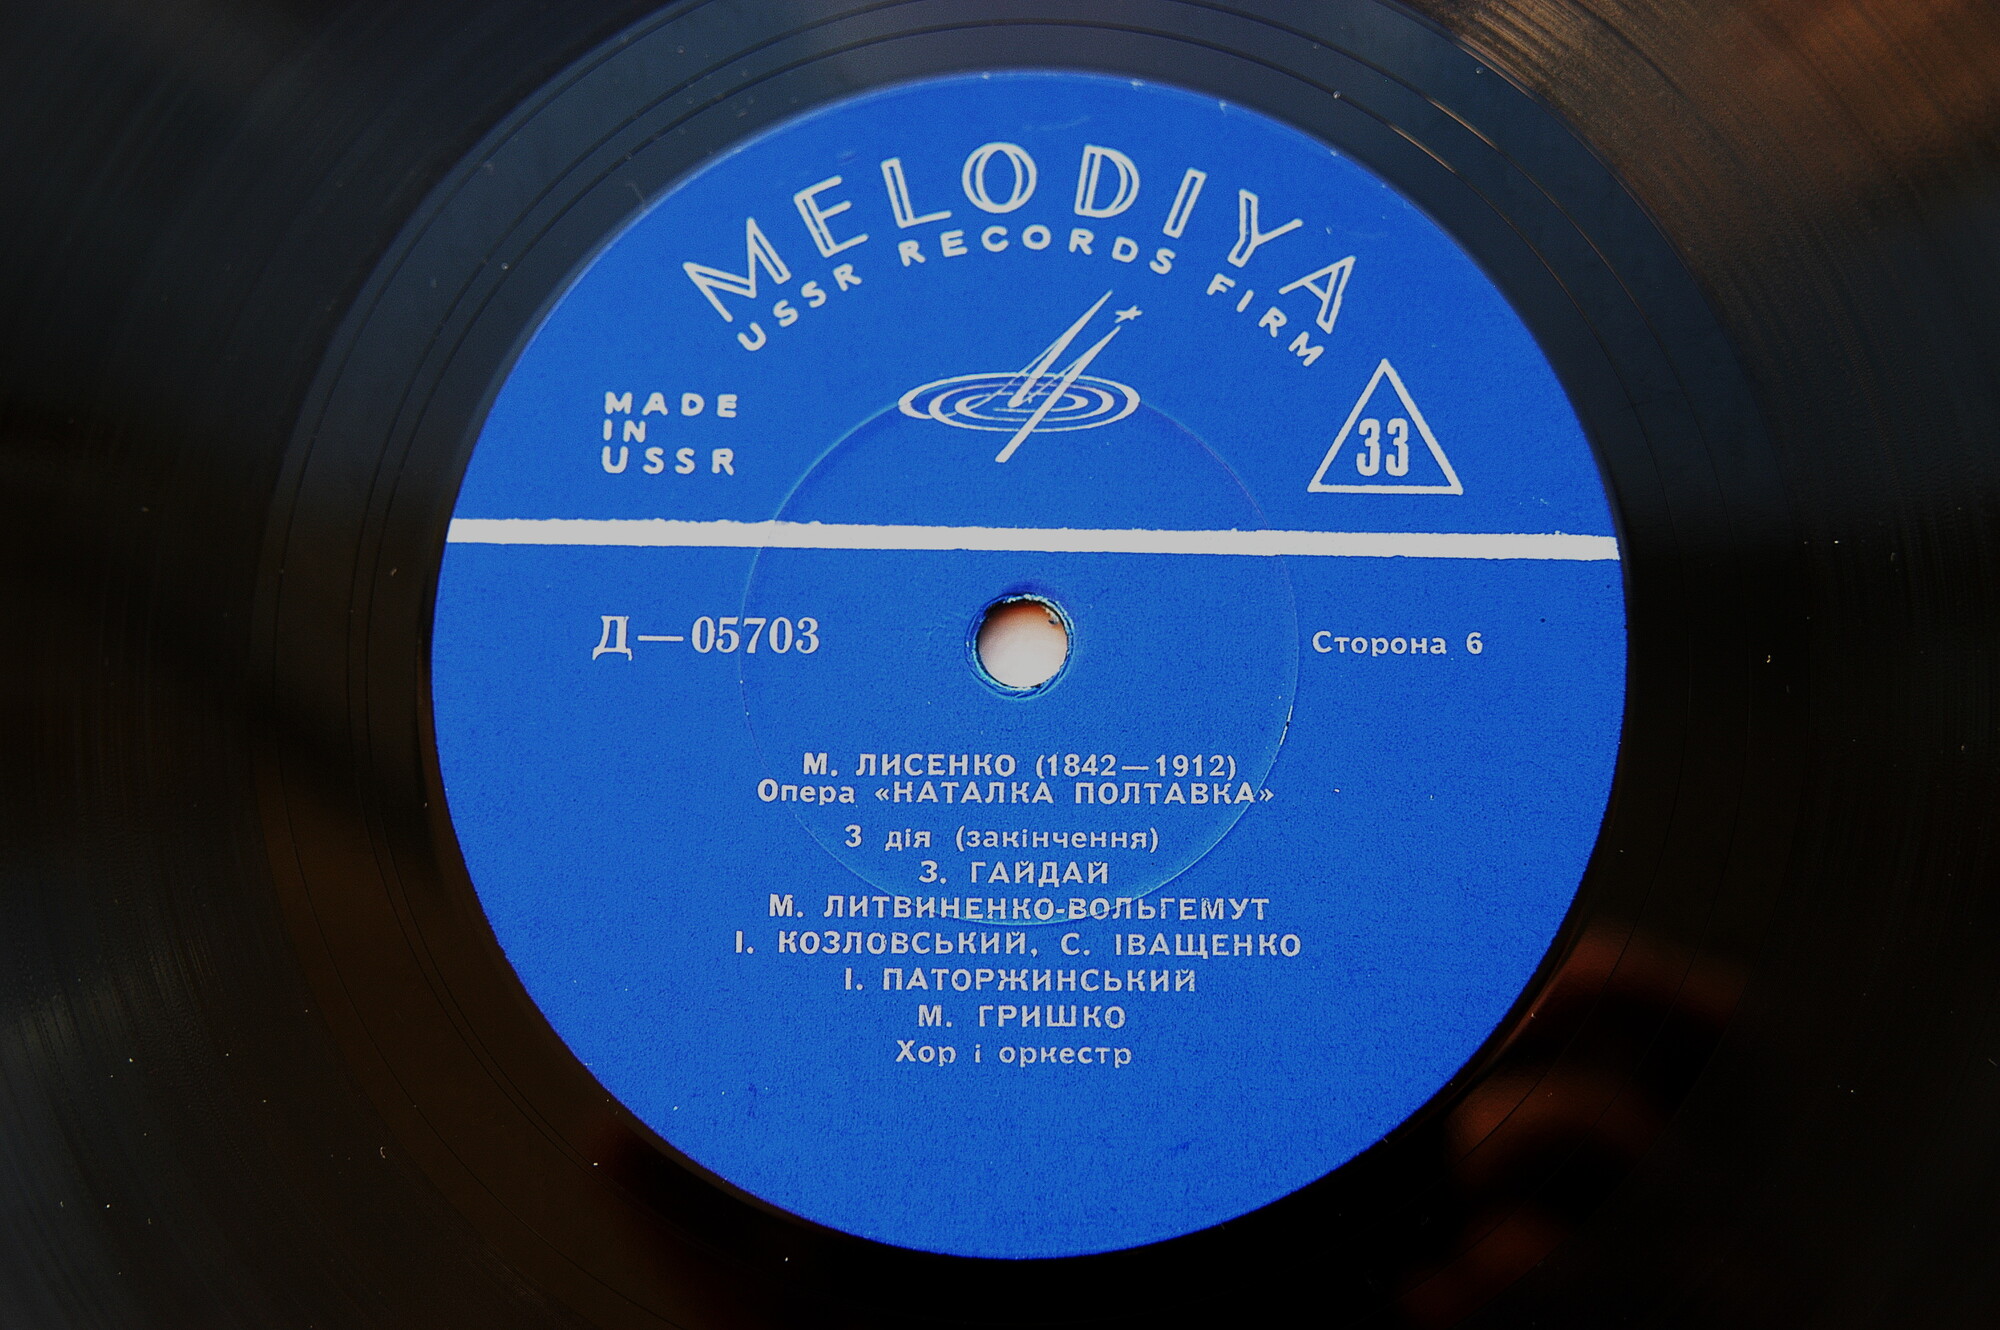 MELODIYA
USSR RECORDS FIRM
MADE
IN
USSR
33
Д—05703
Сторона 6
М. ЛИСЕНКО (1842—1912)
Опера «НАТАЛКА ПОЛТАВКА»
3 дія (закінчення)
З. ГАЙДАЙ
М. ЛИТВИНЕНКО-ВОЛЬГЕМУТ
І. КОЗЛОВСЬКИЙ, С. ІВАЩЕНКО
І. ПАТОРЖИНСЬКИЙ
М. ГРИШКО
Хор і оркестр